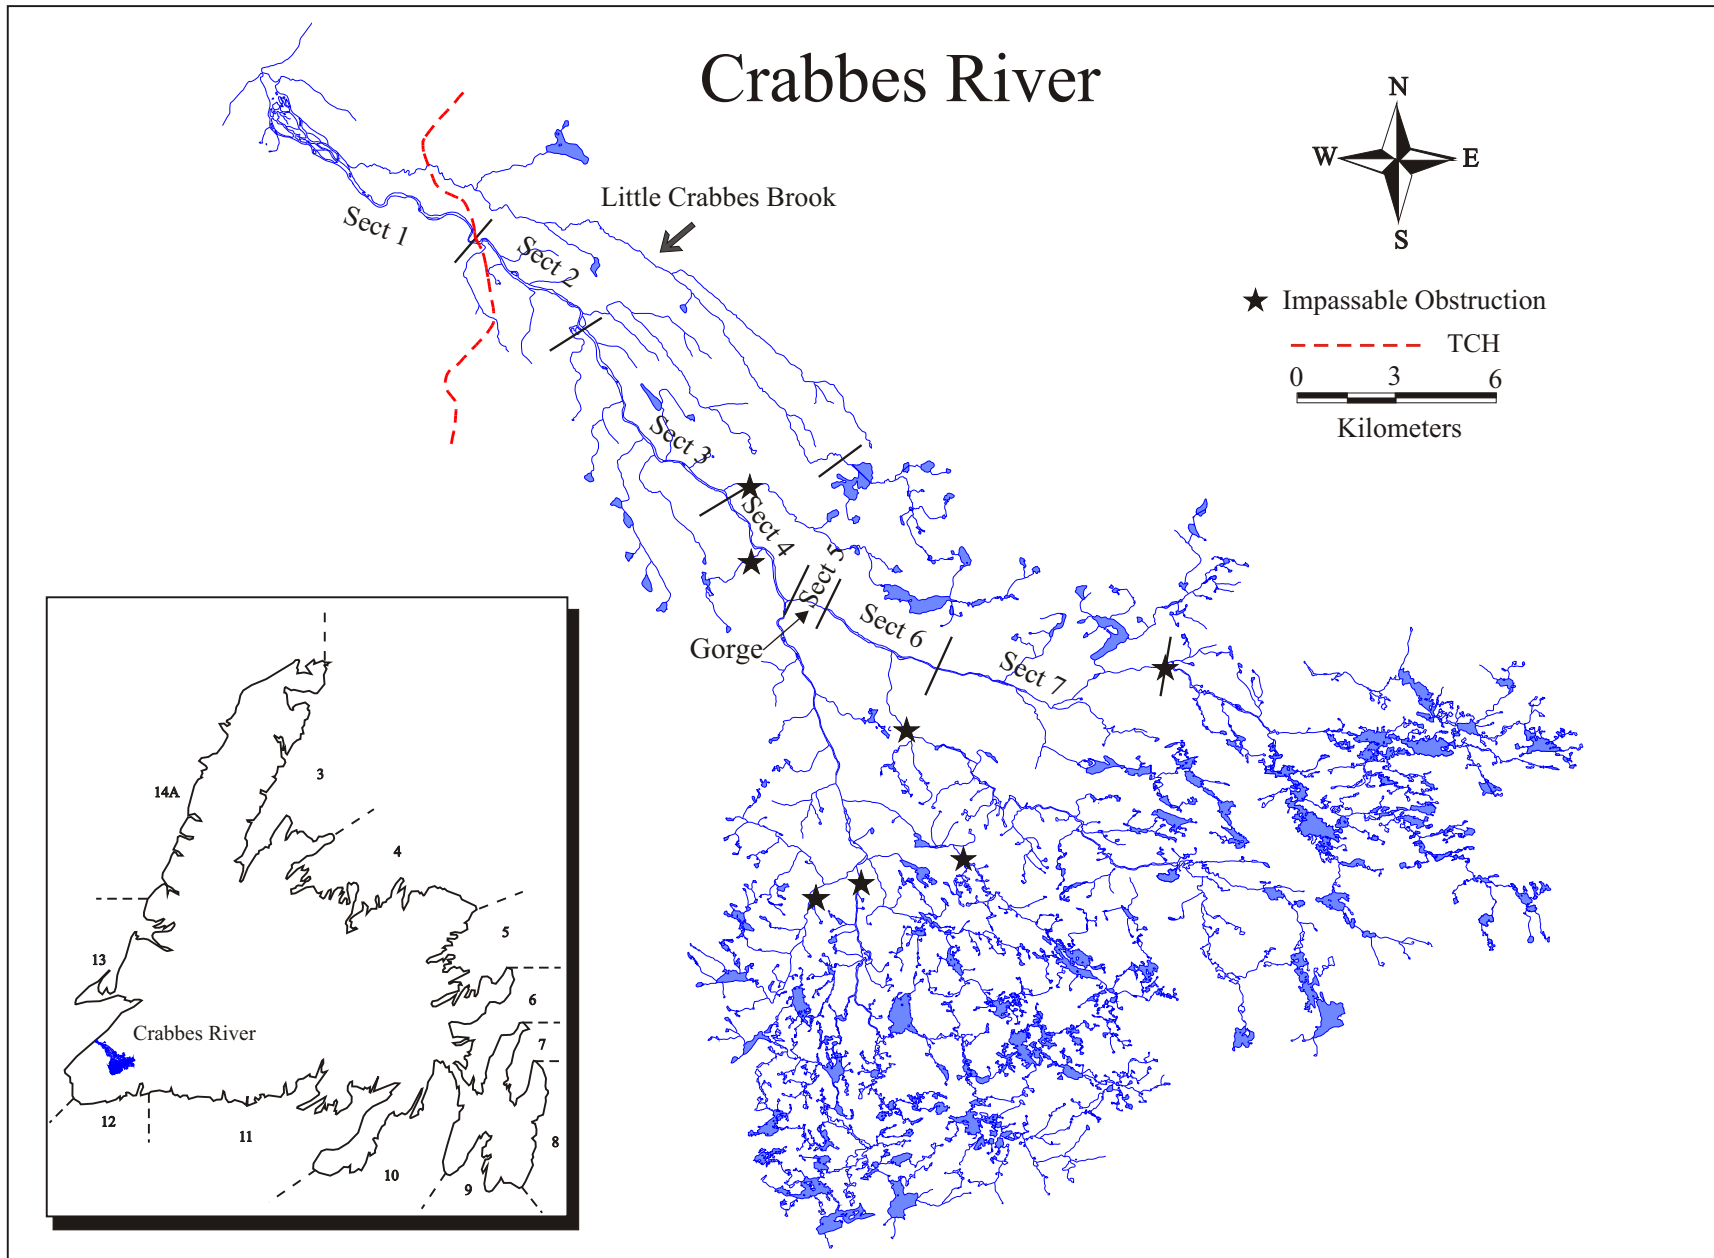 Crabbes River
N
W
E
S
Little Crabbes Brook
Impassable Obstruction
TCH
0 3 6
Kilometers
Sect 1
Sect 2
Sect 3
Sect 4
Sect 5
Sect 6
Sect 7
Gorge
3
14A
4
5
13
6
Crabbes River
7
12
11
8
10
9